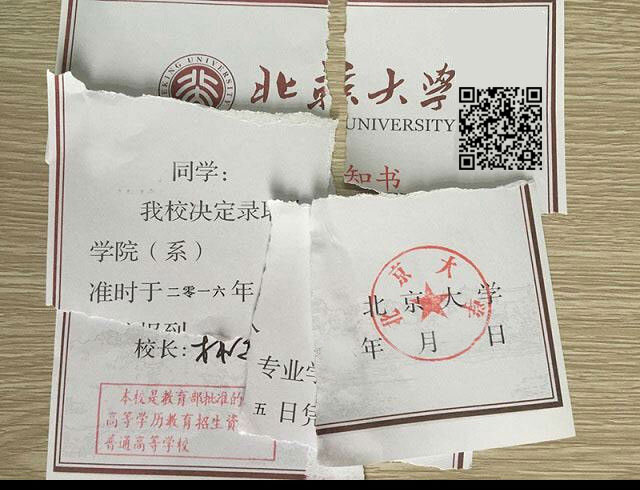 PEKING UNIVERSITY
北京大学
UNIVERSITY
知书
同学：
我校决定录取
学院（系）
准时于二零一六年
报到
校长：
专业学
五日凭
北京大学
北京大学
年 月 日
本校是教育部批准的
高等学历教育招生资
普通高等学校